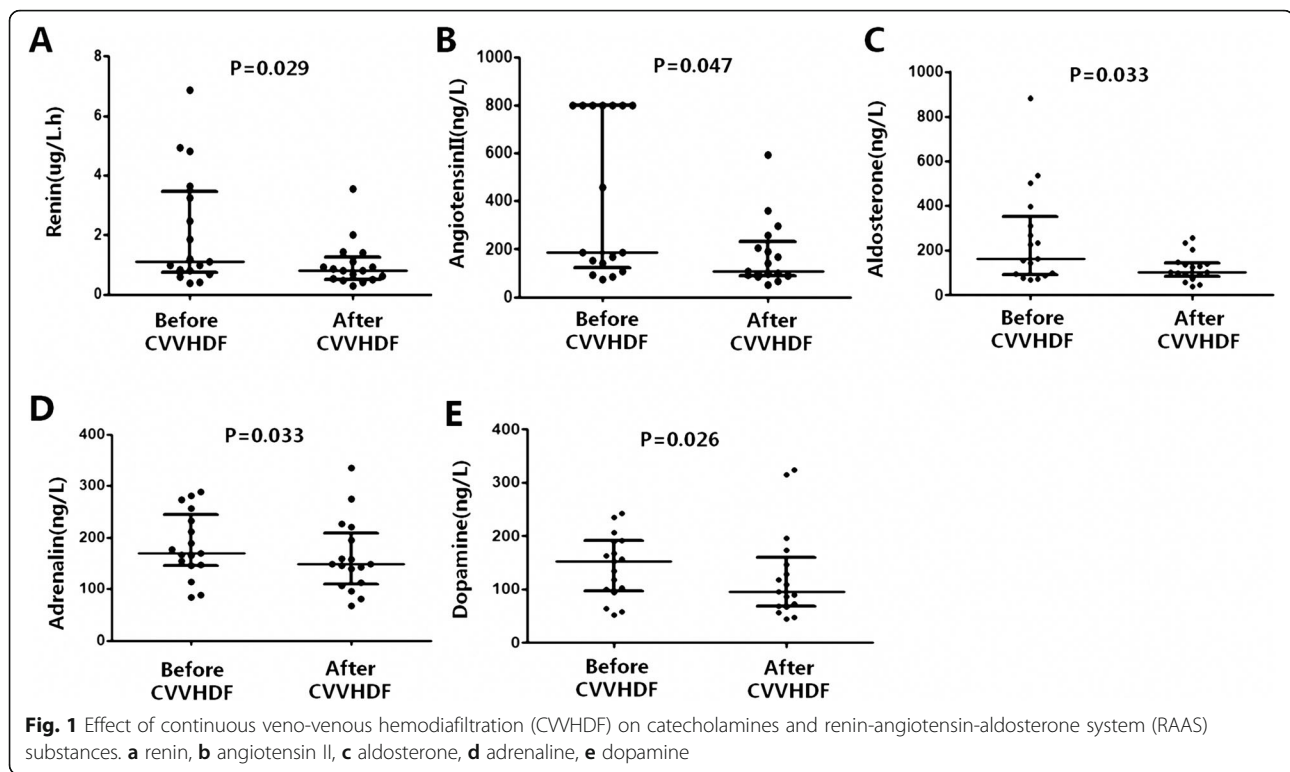 A
P=0.029
Renin(ug/L.h)
8
6
4
2
0
Before
CVVHDF
After
CVVHDF
B
P=0.047
AngiotensinII(ng/L)
1000
800
600
400
200
0
Before
CVVHDF
After
CVVHDF
C
P=0.033
Aldosterone(ng/L)
1000
800
600
400
200
0
Before
CVVHDF
After
CVVHDF
D
P=0.033
Adrenalin(ng/L)
400
300
200
100
0
Before
CVVHDF
After
CVVHDF
E
P=0.026
Dopamine(ng/L)
400
300
200
100
0
Before
CVVHDF
After
CVVHDF
Fig. 1 Effect of continuous veno-venous hemodiafiltration (CVVHDF) on catecholamines and renin-angiotensin-aldosterone system (RAAS)
substances. a renin, b angiotensin II, c aldosterone, d adrenaline, e dopamine